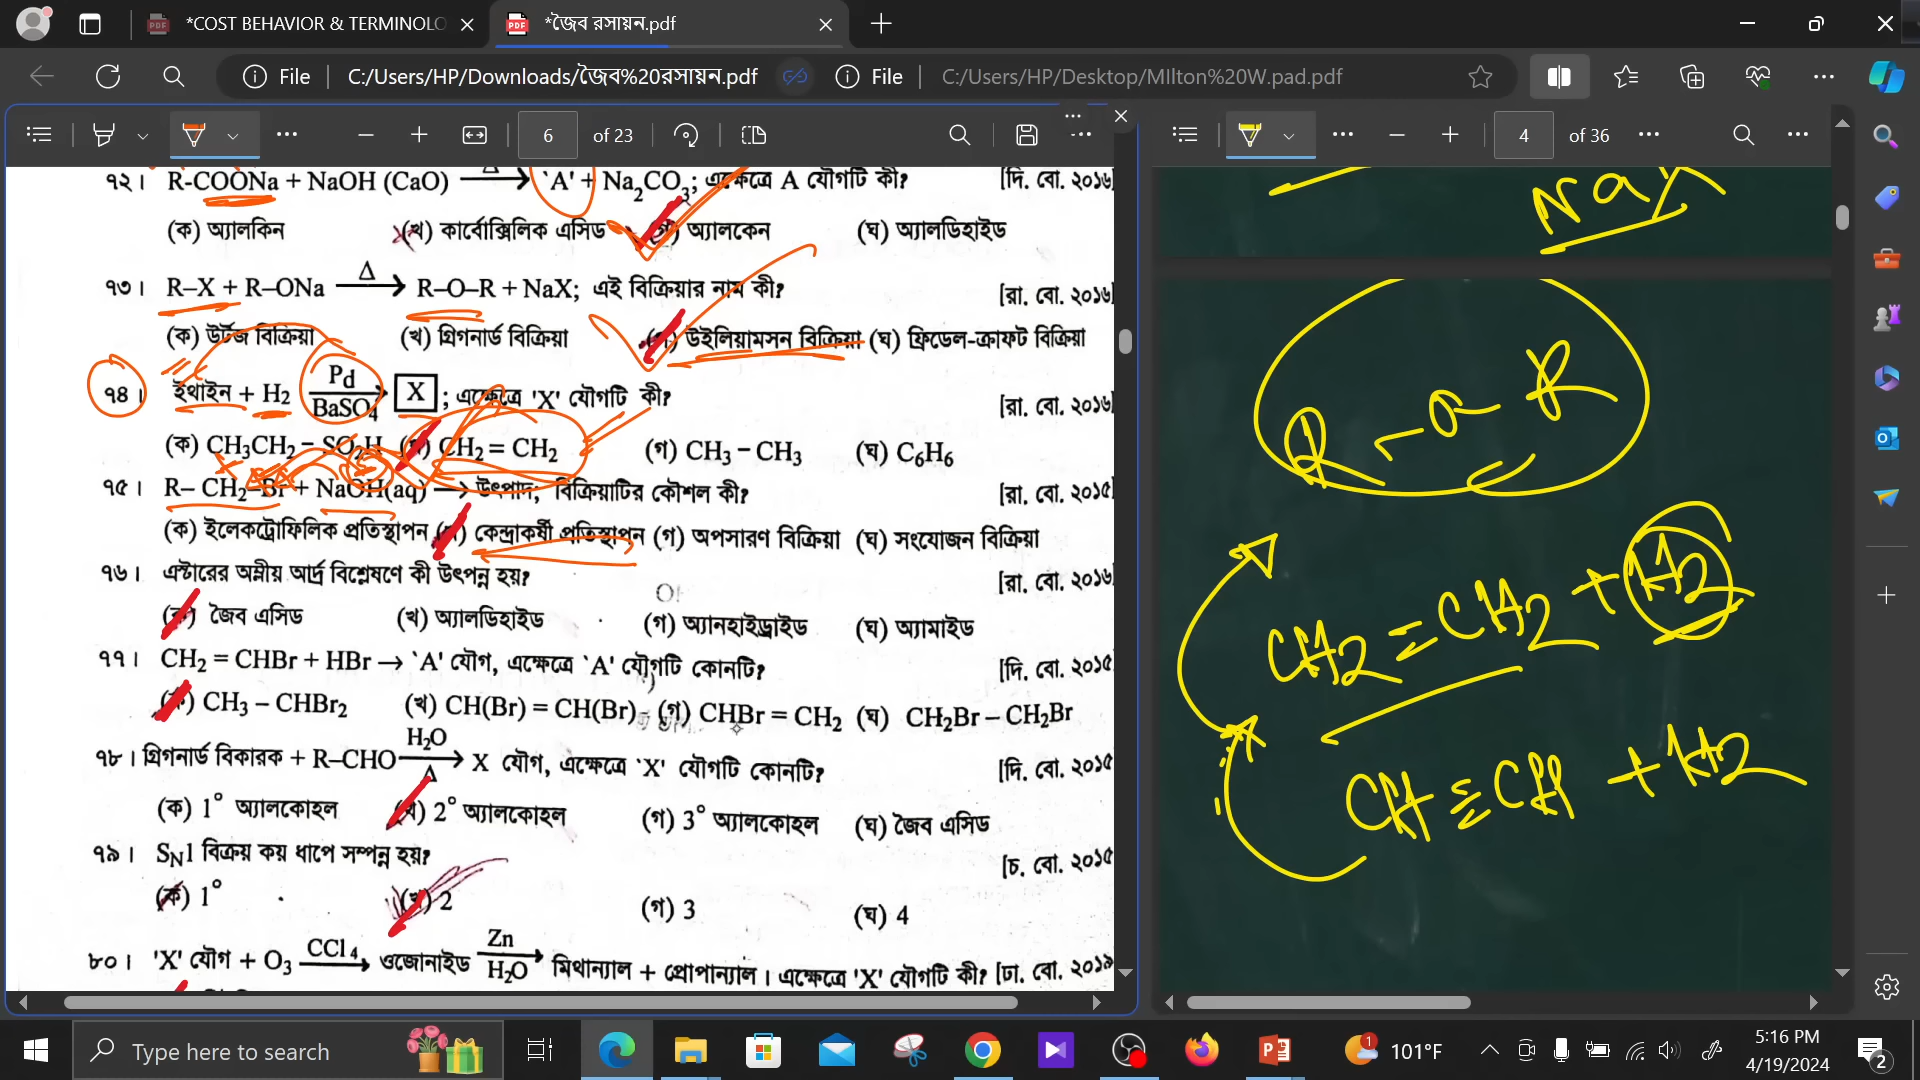 *COST BEHAVIOR & TERMINOLO
*জৈব রসায়ন.pdf
File C:/Users/HP/Downloads/জৈব%20রসায়ন.pdf
File C:/Users/HP/Desktop/MIlton%20W.pad.pdf
6 of 23
4 of 36
৭২। R-COONa + NaOH (CaO) Δ → `A' + Na2CO3; এক্ষেত্রে A যৌগটি কী? [দি. বো. ২০১৬
(ক) অ্যালকিন (খ) কার্বোক্সিলিক এসিড (গ) অ্যালকেন (ঘ) অ্যালডিহাইড
৭৩। R–X + R–ONa Δ → R–O–R + NaX; এই বিক্রিয়ার নাম কী? [রা. বো. ২০১৬
(ক) উর্টজ বিক্রিয়া (খ) গ্রিগনার্ড বিক্রিয়া (গ) উইলিয়ামসন বিক্রিয়া (ঘ) ফ্রিডেল-ক্রাফট বিক্রিয়া
৭৪। ইথাইন + H2 Pd BaSO4 → X ; এক্ষেত্রে 'X' যৌগটি কী? [রা. বো. ২০১৬
(ক) CH3CH2 – SO2H (খ) CH2 = CH2 (গ) CH3 – CH3 (ঘ) C6H6
৭৫। R– CH2–Br + NaOH(aq) → উৎপাদ; বিক্রিয়াটির কৌশল কী? [রা. বো. ২০১৫
(ক) ইলেকট্রোফিলিক প্রতিস্থাপন (খ) কেন্দ্রাকর্ষী প্রতিস্থাপন (গ) অপসারণ বিক্রিয়া (ঘ) সংযোজন বিক্রিয়া
৭৬। এস্টারের অম্লীয় আর্দ্র বিশ্লেষণে কী উৎপন্ন হয়? [রা. বো. ২০১৬
(ক) জৈব এসিড (খ) অ্যালডিহাইড (গ) অ্যানহাইড্রাইড (ঘ) অ্যামাইড
৭৭। CH2 = CHBr + HBr → `A' যৌগ, এক্ষেত্রে `A' যৌগটি কোনটি? [দি. বো. ২০১৫
(ক) CH3 – CHBr2 (খ) CH(Br) = CH(Br) (গ) CHBr = CH2 (ঘ) CH2Br – CH2Br
৭৮। গ্রিগনার্ড বিকারক + R–CHO H2O Δ → X যৌগ, এক্ষেত্রে `X' যৌগটি কোনটি? [দি. বো. ২০১৫
(ক) 1° অ্যালকোহল (খ) 2° অ্যালকোহল (গ) 3° অ্যালকোহল (ঘ) জৈব এসিড
৭৯। SN1 বিক্রয় কয় ধাপে সম্পন্ন হয়? [চ. বো. ২০১৫
(ক) 1° (খ) 2 (গ) 3 (ঘ) 4
৮০। 'X' যৌগ + O3 CCl4 → ওজোনাইড Zn H2O → মিথান্যাল + প্রোপান্যাল। এক্ষেত্রে 'X' যৌগটি কী? [ঢা. বো. ২০১৯
NaX
R-O-R
CH2=CH2 + H2
CH≡CH + H2
Type here to search
101°F
5:16 PM
4/19/2024
2